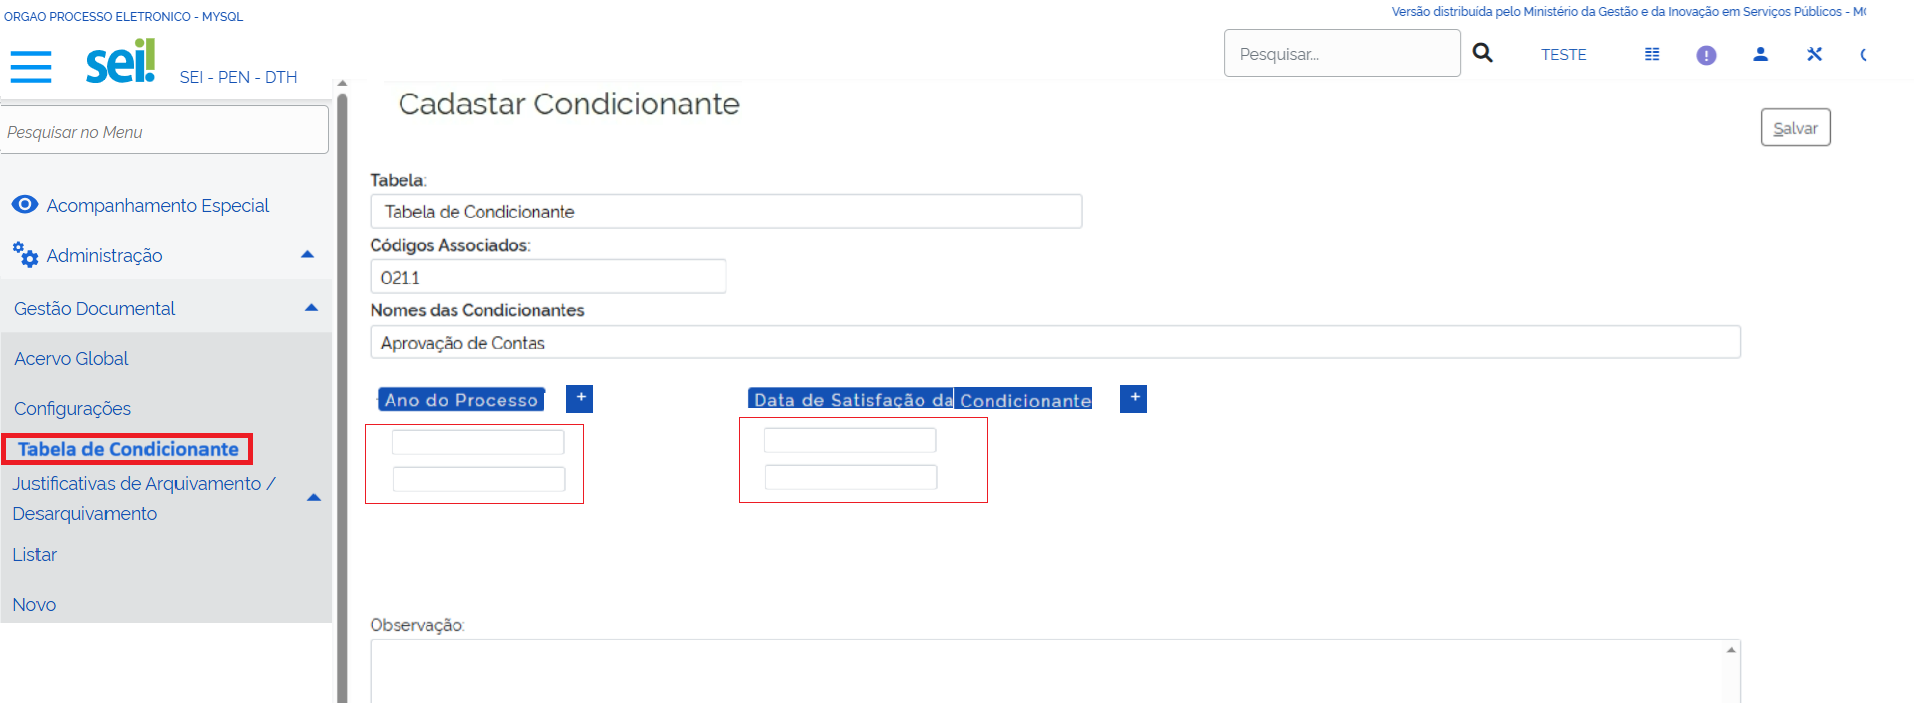 ORGAO PROCESSO ELETRONICO - MYSQL
Versão distribuída pelo Ministério da Gestão e da Inovação em Serviços Públicos -
sei!
SEI - PEN - DTH
Pesquisar...
TESTE
Pesquisar no Menu
Acompanhamento Especial
Administração
Gestão Documental
Acervo Global
Configurações
Tabela de Condicionante
Justificativas de Arquivamento /
Desarquivamento
Listar
Novo
Cadastar Condicionante
Salvar
Tabela:
Tabela de Condicionante
Códigos Associados:
0211
Nomes das Condicionantes
Aprovação de Contas
Ano do Processo +
Data de Satisfação da Condicionante +
Observação: